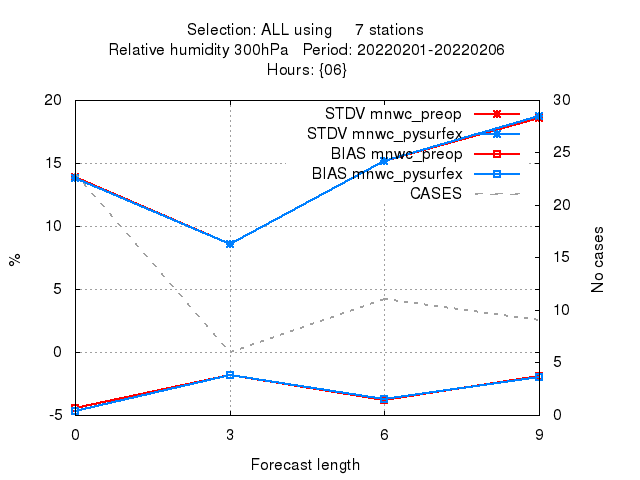 Selection: ALL using     7 stations
Relative humidity 300hPa   Period: 20220201-20220206
Hours: {06}
20
15
10
5
0
-5
%
STDV mnwc_preop
STDV mnwc_pysurfex
BIAS mnwc_preop
BIAS mnwc_pysurfex
CASES
30
25
20
15
10
5
0
No cases
0 3 6 9
Forecast length